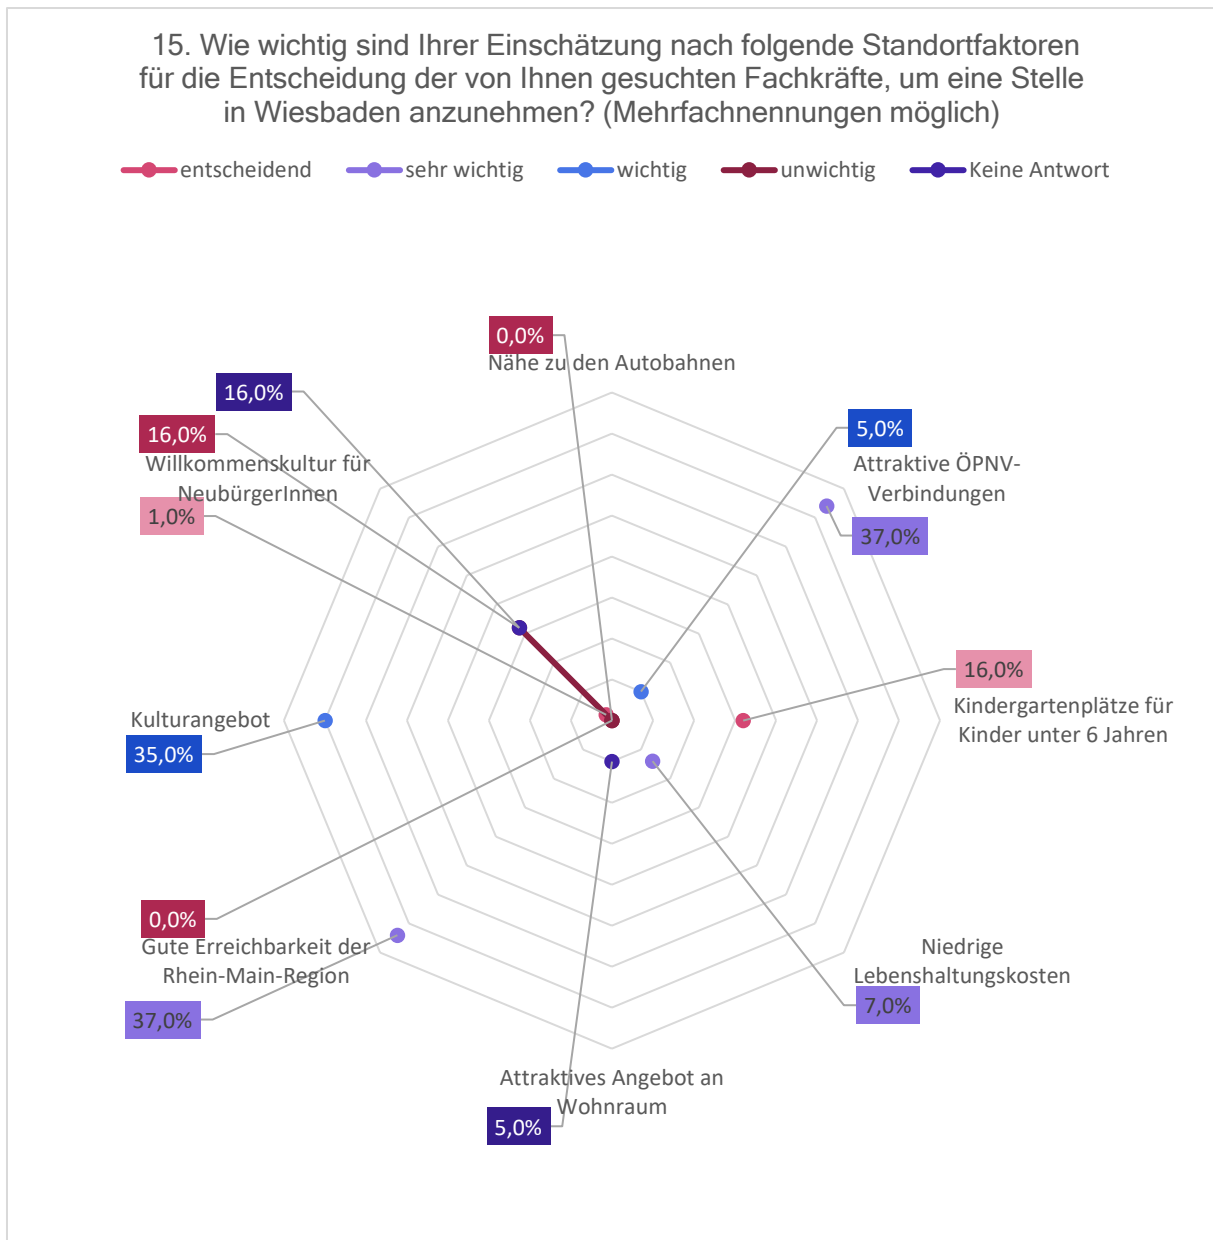 15. Wie wichtig sind Ihrer Einschätzung nach folgende Standortfaktoren
für die Entscheidung der von Ihnen gesuchten Fachkräfte, um eine Stelle
in Wiesbaden anzunehmen? (Mehrfachnennungen möglich)
entscheidend sehr wichtig wichtig unwichtig Keine Antwort
0,0%
Nähe zu den Autobahnen
16,0%
16,0%
Willkommenskultur für
NeubürgerInnen
1,0%
5,0%
Attraktive ÖPNV-
Verbindungen
37,0%
16,0%
Kindergartenplätze für
Kinder unter 6 Jahren
Kulturangebot
35,0%
0,0%
Gute Erreichbarkeit der
Rhein-Main-Region
37,0%
Niedrige
Lebenshaltungskosten
7,0%
Attraktives Angebot an
Wohnraum
5,0%